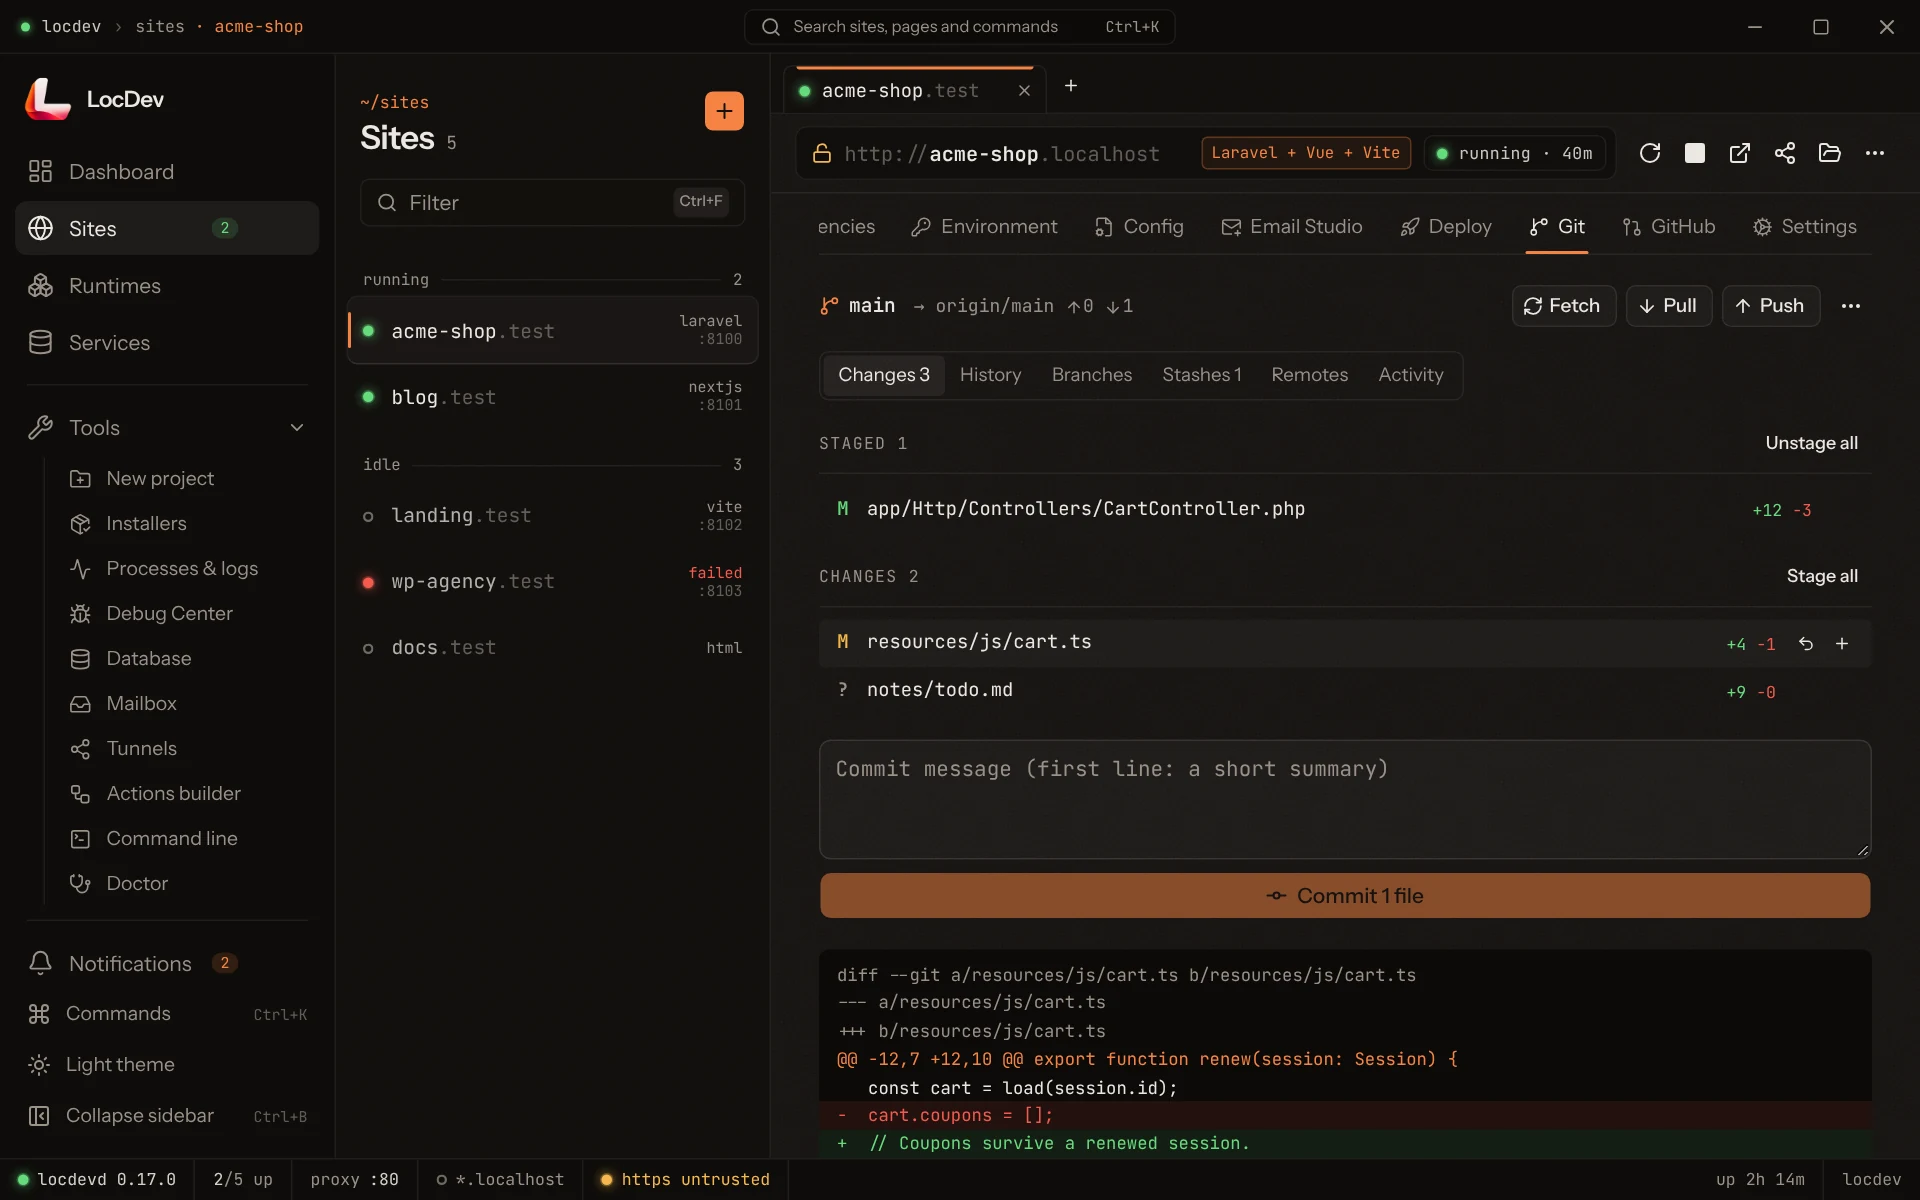 locdev › sites · acme-shop
Search sites, pages and commands Ctrl+K
LocDev
Dashboard
Sites 2
Runtimes
Services
Tools
New project
Installers
Processes & logs
Debug Center
Database
Mailbox
Tunnels
Actions builder
Command line
Doctor
Notifications 2
Commands Ctrl+K
Light theme
Collapse sidebar Ctrl+B
~/sites
Sites 5
Filter Ctrl+F
running 2
acme-shop.test laravel
:8100
blog.test nextjs
:8101
idle 3
landing.test vite
:8102
wp-agency.test failed
:8103
docs.test html
acme-shop.test
http://acme-shop.localhost Laravel + Vue + Vite running · 40m
encies Environment Config Email Studio Deploy Git GitHub Settings
main → origin/main ↑0 ↓1 Fetch Pull Push
Changes 3 History Branches Stashes 1 Remotes Activity
STAGED 1 Unstage all
M app/Http/Controllers/CartController.php +12 -3
CHANGES 2 Stage all
M resources/js/cart.ts +4 -1
? notes/todo.md +9 -0
Commit message (first line: a short summary)
Commit 1 file
diff --git a/resources/js/cart.ts b/resources/js/cart.ts
--- a/resources/js/cart.ts
+++ b/resources/js/cart.ts
@@ -12,7 +12,10 @@ export function renew(session: Session) {
const cart = load(session.id);
- cart.coupons = [];
+ // Coupons survive a renewed session.
locdevd 0.17.0 2/5 up proxy :80 *.localhost https untrusted up 2h 14m locdev